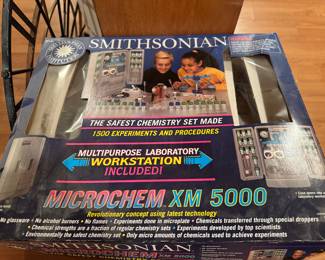 SMITHSONIAN
THE SAFEST CHEMISTRY SET MADE
1500 EXPERIMENTS AND PROCEDURES
MULTIPURPOSE LABORATORY
WORKSTATION
INCLUDED!
MICROCHEM XM 5000
Revolutionary concept using latest technology
No glassware • No alcohol burners • No flames • Experiments done in microplate • Chemicals transferred through special droppers
• Chemical strengths are a fraction of regular chemistry sets • Experiments developed by top scientists
• Environmentally the safest chemistry set • Only micro amounts of chemicals used to achieve experiments
MICROCHEM XM 5000